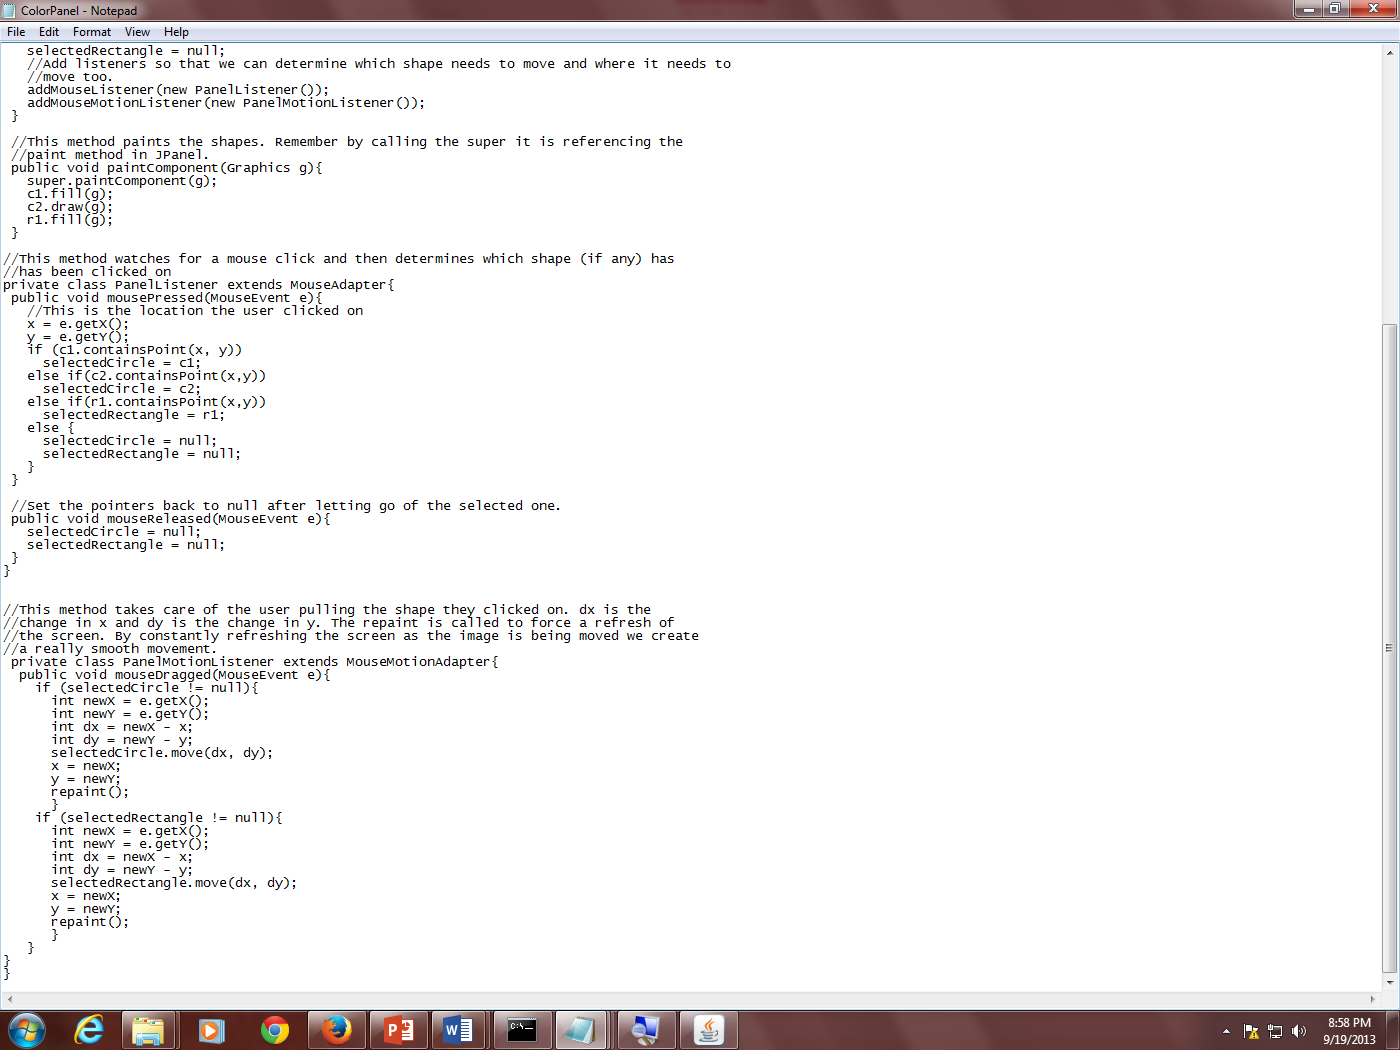 ColorPanel - Notepad
File Edit Format View Help
selectedRectangle = null;
//Add listeners so that we can determine which shape needs to move and where it needs to
//move too.
addMouseListener(new PanelListener());
addMouseMotionListener(new PanelMotionListener());
}
//This method paints the shapes. Remember by calling the super it is referencing the
//paint method in JPanel.
public void paintComponent(Graphics g){
super.paintComponent(g);
c1.fill(g);
c2.draw(g);
r1.fill(g);
}
//This method watches for a mouse click and then determines which shape (if any) has
//has been clicked on
private class PanelListener extends MouseAdapter{
public void mousePressed(MouseEvent e){
//This is the location the user clicked on
x = e.getX();
y = e.getY();
if (c1.containsPoint(x, y))
selectedCircle = c1;
else if(c2.containsPoint(x,y))
selectedCircle = c2;
else if(r1.containsPoint(x,y))
selectedRectangle = r1;
else {
selectedCircle = null;
selectedRectangle = null;
}
}
//Set the pointers back to null after letting go of the selected one.
public void mouseReleased(MouseEvent e){
selectedCircle = null;
selectedRectangle = null;
}
}
//This method takes care of the user pulling the shape they clicked on. dx is the
//change in x and dy is the change in y. The repaint is called to force a refresh of
//the screen. By constantly refreshing the screen as the image is being moved we create
//a really smooth movement.
private class PanelMotionListener extends MouseMotionAdapter{
public void mouseDragged(MouseEvent e){
if (selectedCircle != null){
int newX = e.getX();
int newY = e.getY();
int dx = newX - x;
int dy = newY - y;
selectedCircle.move(dx, dy);
x = newX;
y = newY;
repaint();
}
if (selectedRectangle != null){
int newX = e.getX();
int newY = e.getY();
int dx = newX - x;
int dy = newY - y;
selectedRectangle.move(dx, dy);
x = newX;
y = newY;
repaint();
}
}
}
}
8:58 PM
9/19/2013